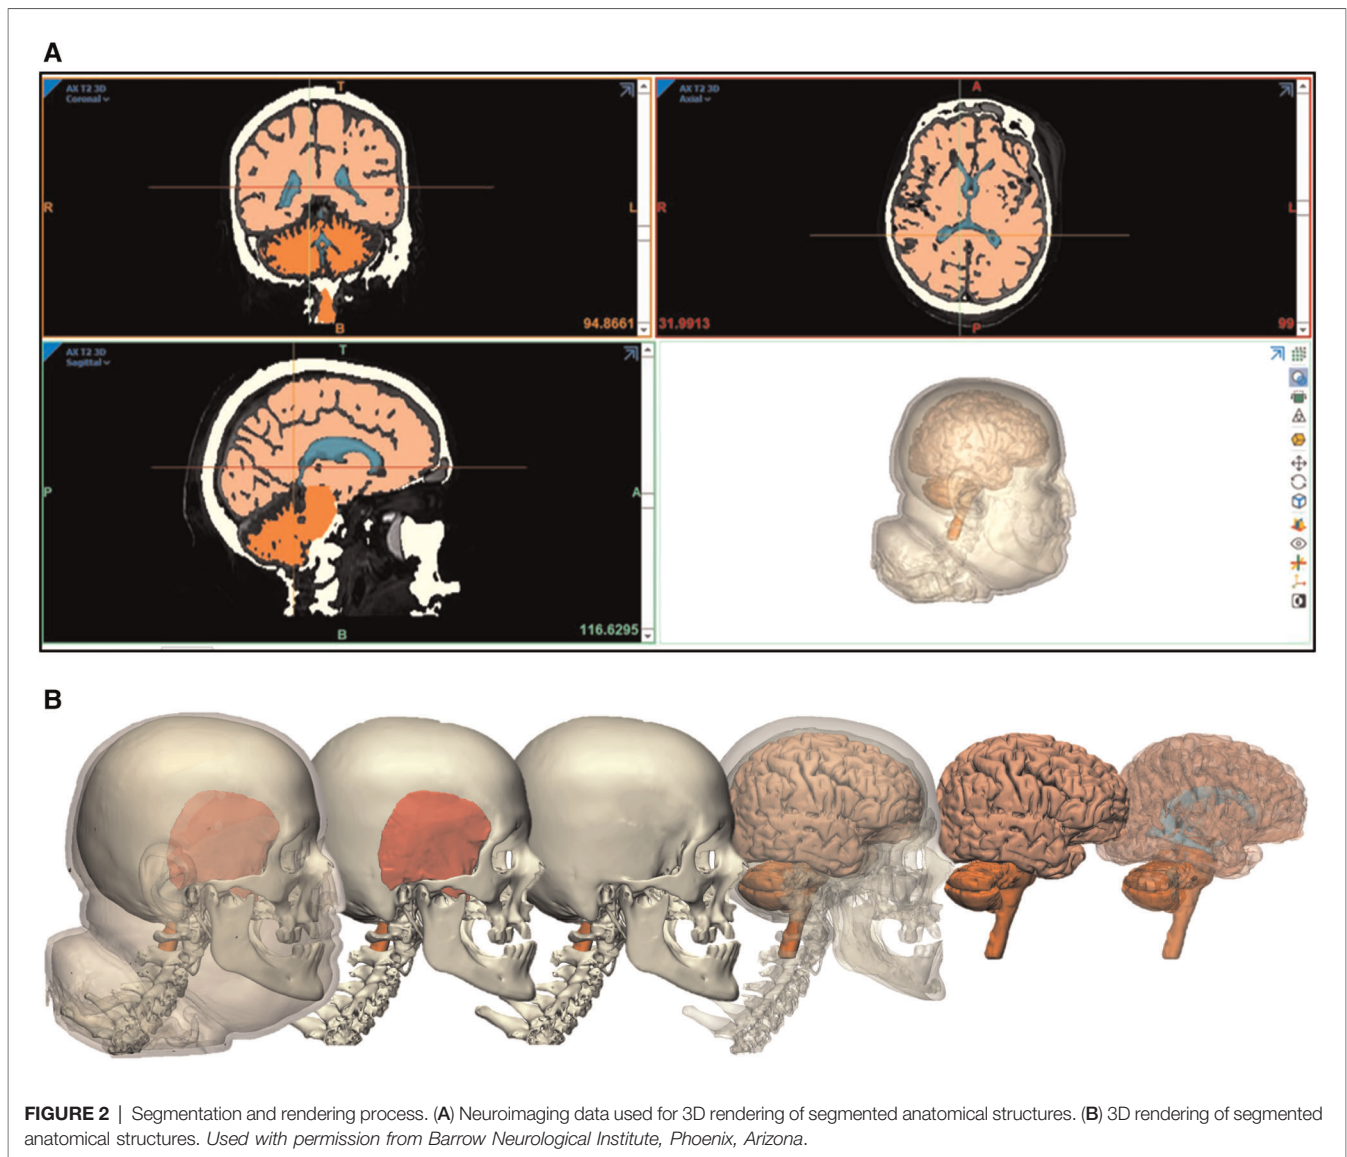 A
AX T2 3D
Coronal
T
R
L
94.8661
B
AX T2 3D
Axial
A
R
L
31.9913
P
99
AX T2 3D
Sagittal
T
P
A
116.6295
B
B
FIGURE 2 | Segmentation and rendering process. (A) Neuroimaging data used for 3D rendering of segmented anatomical structures. (B) 3D rendering of segmented
anatomical structures. Used with permission from Barrow Neurological Institute, Phoenix, Arizona.